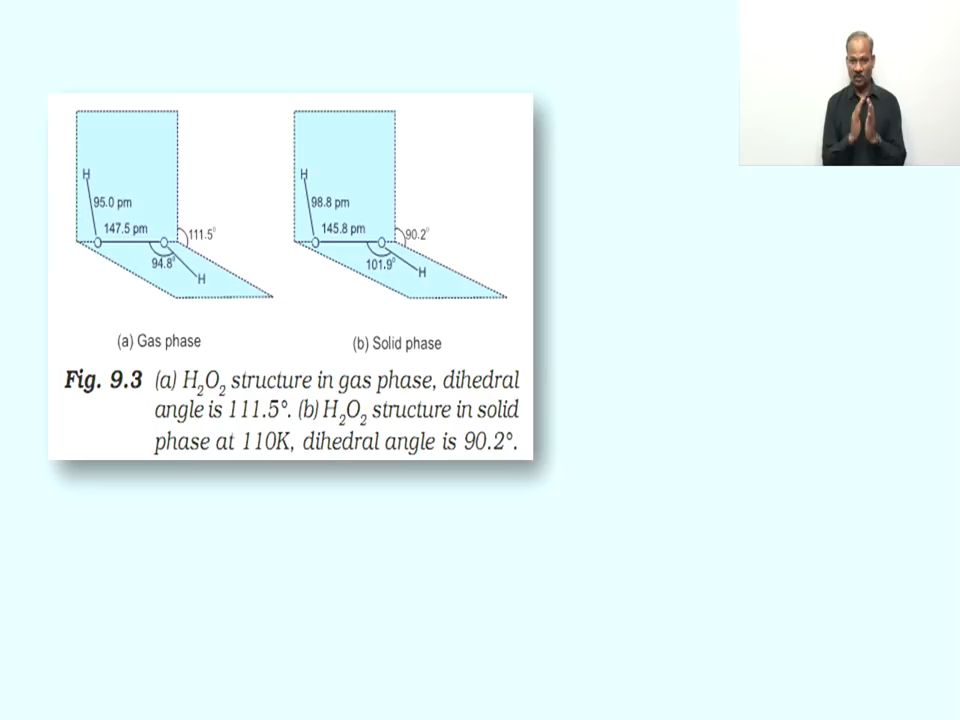 H
95.0 pm
147.5 pm
111.5°
94.8°
H
(a) Gas phase
H
98.8 pm
145.8 pm
90.2°
101.9°
H
(b) Solid phase
Fig. 9.3 (a) H₂O₂ structure in gas phase, dihedral
angle is 111.5°. (b) H₂O₂ structure in solid
phase at 110K, dihedral angle is 90.2°.